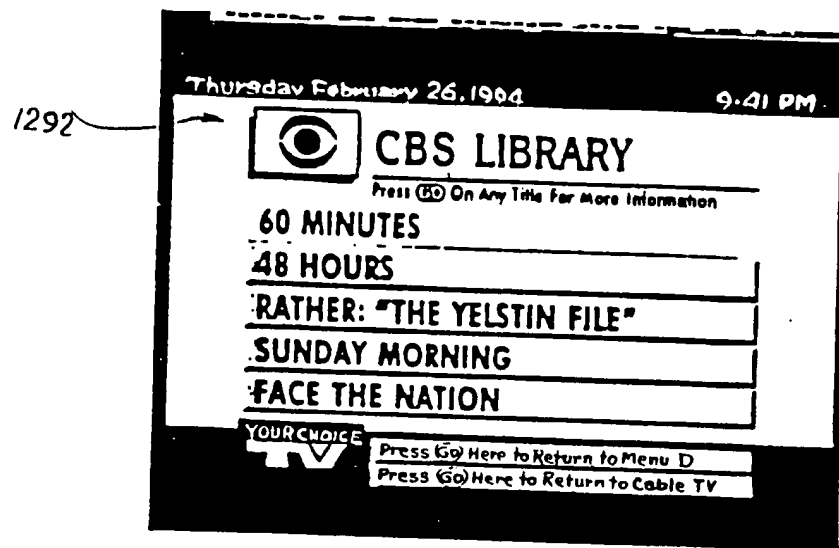 Thursday February 26, 1994
9:41 PM
1292
CBS LIBRARY
Press GO On Any Title For More Information
60 MINUTES
48 HOURS
RATHER: "THE YELSTIN FILE"
SUNDAY MORNING
FACE THE NATION
YOUR CHOICE
TV
Press Go Here to Return to Menu D
Press Go Here to Return to Cable TV